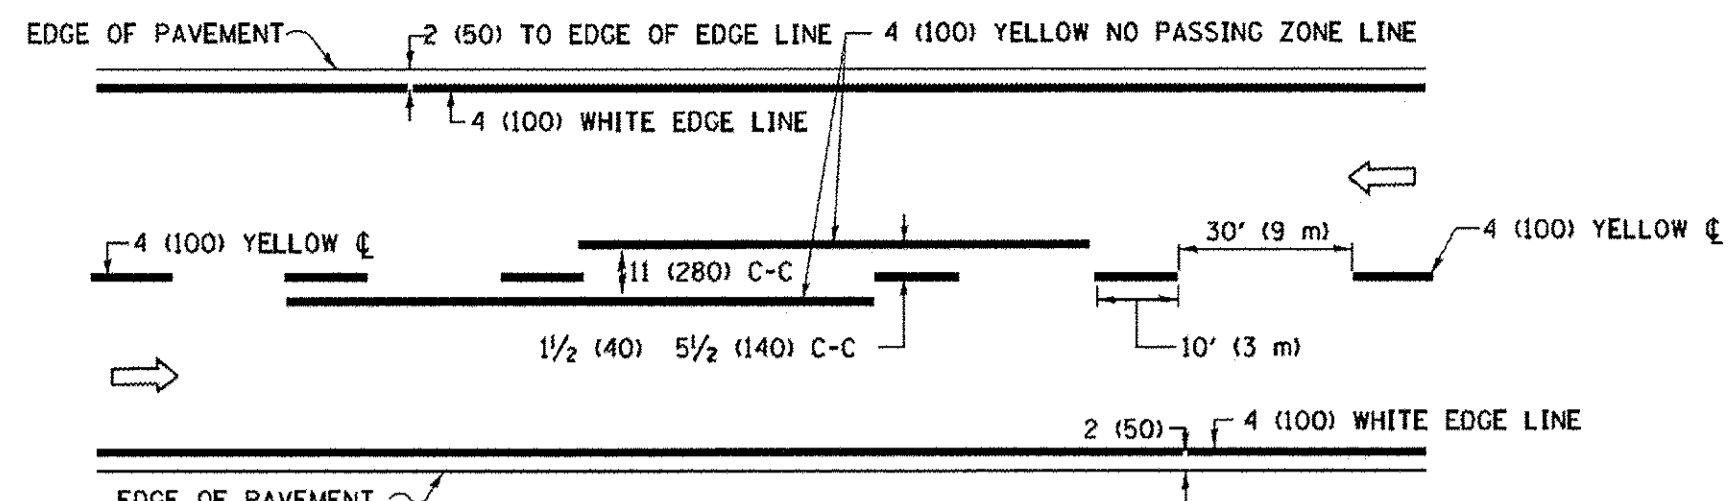 EDGE OF PAVEMENT
2 (50) TO EDGE OF EDGE LINE
4 (100) YELLOW NO PASSING ZONE LINE
4 (100) WHITE EDGE LINE
4 (100) YELLOW ℄
30' (9 m)
4 (100) YELLOW ℄
11 (280) C-C
1½ (40) 5½ (140) C-C
10' (3 m)
2 (50)
4 (100) WHITE EDGE LINE
EDGE OF PAVEMENT